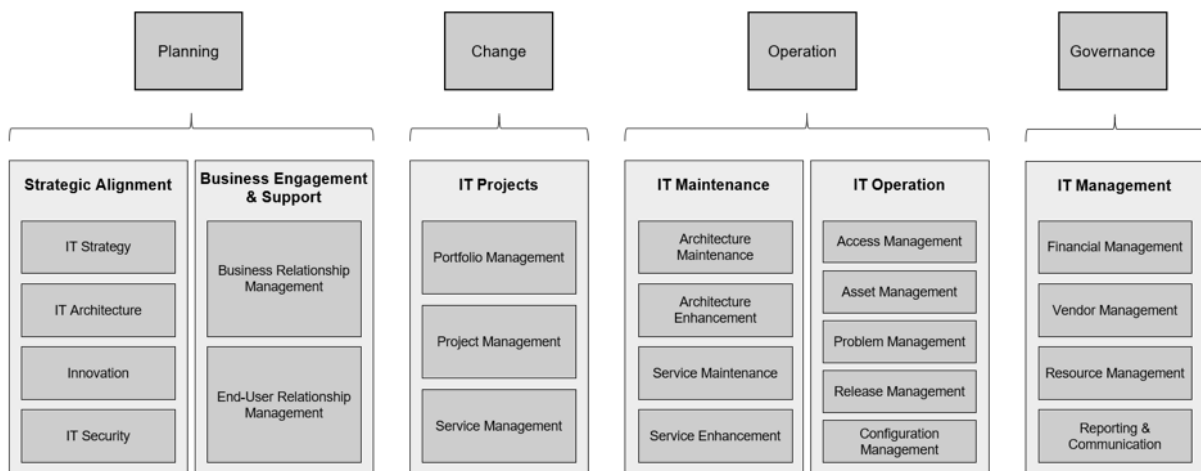 Planning
Change
Operation
Governance
Strategic Alignment
IT Strategy
IT Architecture
Innovation
IT Security
Business Engagement
& Support
Business Relationship
Management
End-User Relationship
Management
IT Projects
Portfolio Management
Project Management
Service Management
IT Maintenance
Architecture
Maintenance
Architecture
Enhancement
Service Maintenance
Service Enhancement
IT Operation
Access Management
Asset Management
Problem Management
Release Management
Configuration
Management
IT Management
Financial Management
Vendor Management
Resource Management
Reporting &
Communication